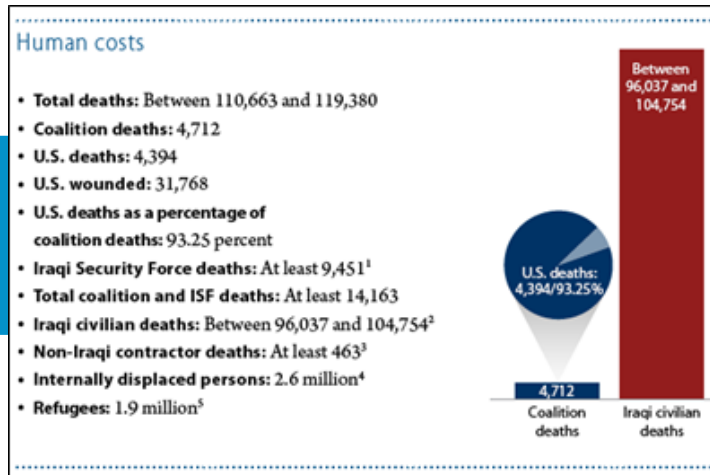 Human costs
• Total deaths: Between 110,663 and 119,380
• Coalition deaths: 4,712
• U.S. deaths: 4,394
• U.S. wounded: 31,768
• U.S. deaths as a percentage of
coalition deaths: 93.25 percent
• Iraqi Security Force deaths: At least 9,451¹
• Total coalition and ISF deaths: At least 14,163
• Iraqi civilian deaths: Between 96,037 and 104,754²
• Non-Iraqi contractor deaths: At least 463³
• Internally displaced persons: 2.6 million⁴
• Refugees: 1.9 million⁵
U.S. deaths:
4,394/93.25%
4,712
Coalition
deaths
Between
96,037 and
104,754
Iraqi civilian
deaths